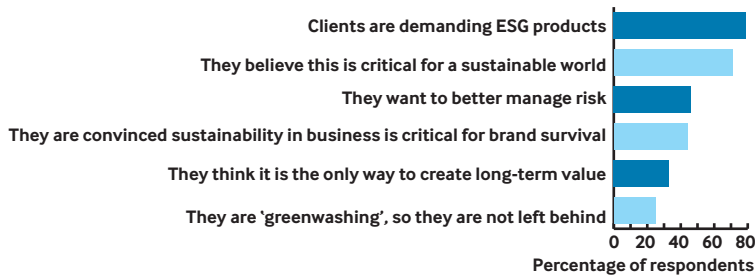 Clients are demanding ESG products
They believe this is critical for a sustainable world
They want to better manage risk
They are convinced sustainability in business is critical for brand survival
They think it is the only way to create long-term value
They are ‘greenwashing’, so they are not left behind
0 20 40 60 80
Percentage of respondents